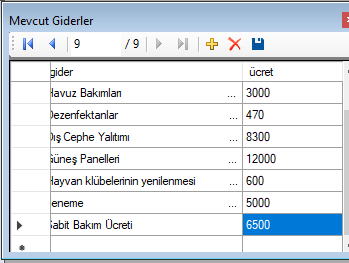 Mevcut Giderler
9 / 9
gider ücret
Havuz Bakımları ... 3000
Dezenfektanlar ... 470
Dış Cephe Yalıtımı ... 8300
Güneş Panelleri ... 12000
Hayvan klübelerinin yenilenmesi ... 600
deneme ... 5000
Sabit Bakım Ücreti 6500